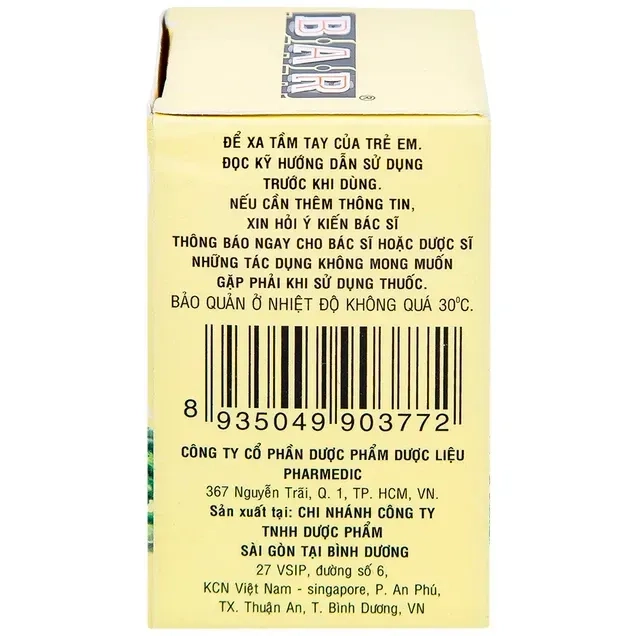 B.A.R
®
ĐỂ XA TẦM TAY CỦA TRẺ EM.
ĐỌC KỸ HƯỚNG DẪN SỬ DỤNG
TRƯỚC KHI DÙNG.
NẾU CẦN THÊM THÔNG TIN,
XIN HỎI Ý KIẾN BÁC SĨ
THÔNG BÁO NGAY CHO BÁC SĨ HOẶC DƯỢC SĨ
NHỮNG TÁC DỤNG KHÔNG MONG MUỐN
GẶP PHẢI KHI SỬ DỤNG THUỐC.
BẢO QUẢN Ở NHIỆT ĐỘ KHÔNG QUÁ 30⁰C.
8 935049 903772
CÔNG TY CỔ PHẦN DƯỢC PHẨM DƯỢC LIỆU
PHARMEDIC
367 Nguyễn Trãi, Q. 1, TP. HCM, VN.
Sản xuất tại: CHI NHÁNH CÔNG TY
TNHH DƯỢC PHẨM
SÀI GÒN TẠI BÌNH DƯƠNG
27 VSIP, đường số 6,
KCN Việt Nam - singapore, P. An Phú,
TX. Thuận An, T. Bình Dương, VN